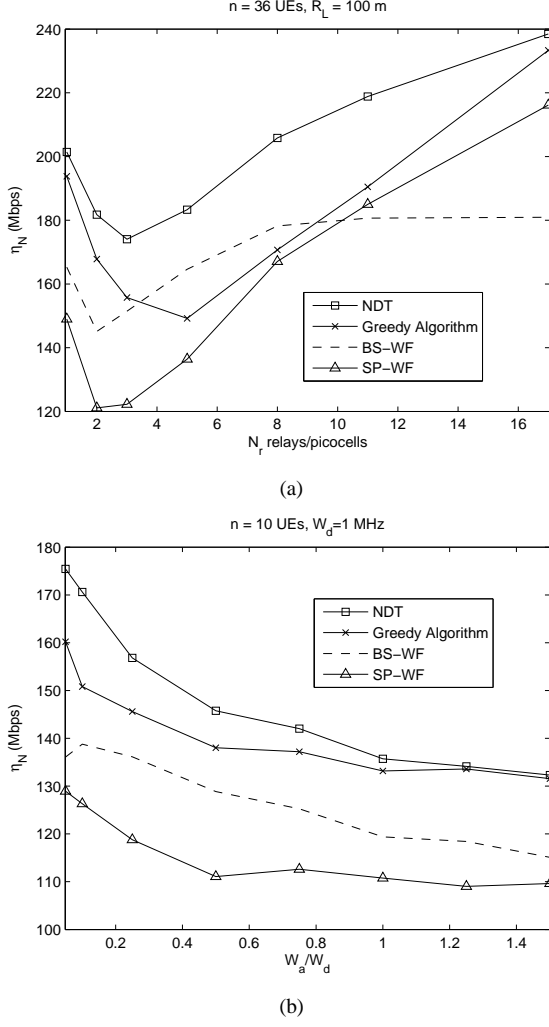 n = 36 UEs, R_L = 100 m
240
220
200
180
160
140
120
η_N (Mbps)
NDT
Greedy Algorithm
BS-WF
SP-WF
2 4 6 8 10 12 14 16
N_r relays/picocells
(a)
n = 10 UEs, W_d=1 MHz
180
170
160
150
140
130
120
110
100
η_N (Mbps)
NDT
Greedy Algorithm
BS-WF
SP-WF
0.2 0.4 0.6 0.8 1 1.2 1.4
W_a/W_d
(b)